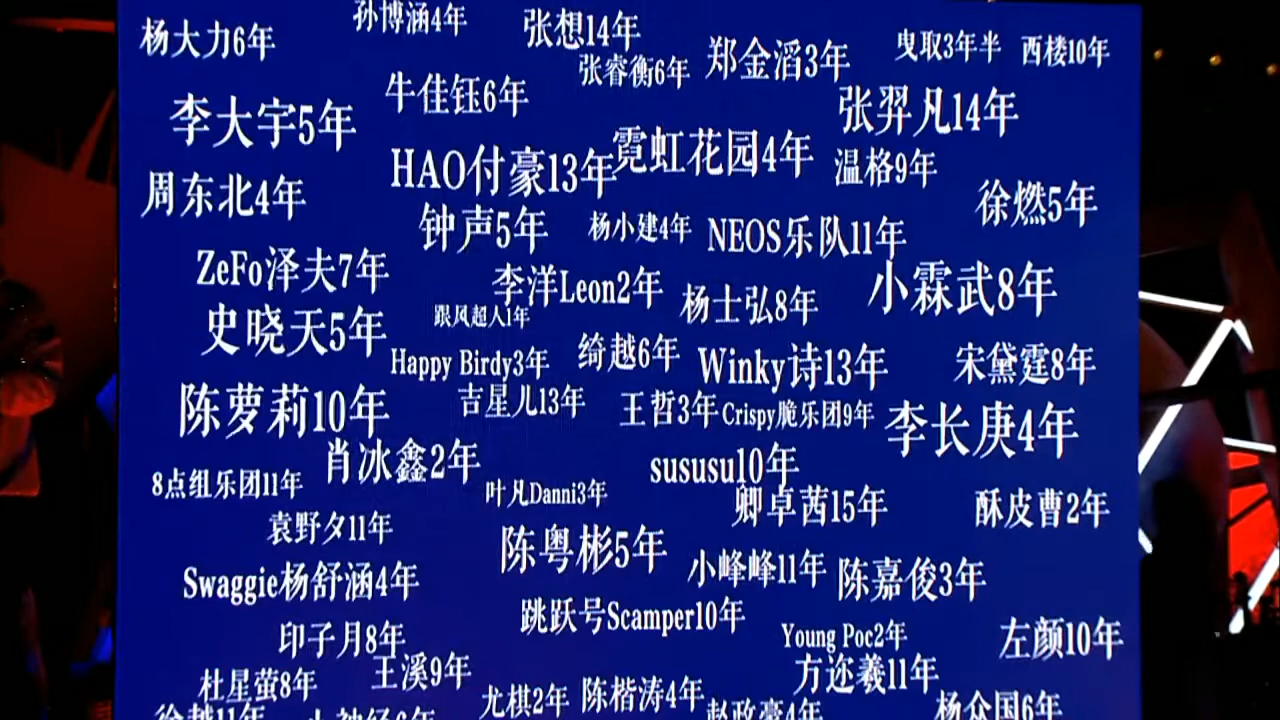 杨大力6年
孙博涵4年
张想14年
张睿衡6年
郑金滔3年
曳取3年半
西楼10年
李大宇5年
牛佳钰6年
张羿凡14年
HAO付豪13年
霓虹花园4年
温格9年
周东北4年
徐燃5年
钟声5年
杨小建4年
NEOS乐队11年
ZeFo泽夫7年
李洋Leon2年
杨士弘8年
小霖武8年
史晓天5年
跟风超人1年
Happy Birdy3年
绮越6年
Winky诗13年
宋黛霆8年
陈萝莉10年
吉星儿13年
王哲3年
Crispy脆乐团9年
李长庚4年
肖冰鑫2年
sususu10年
8点组乐团11年
叶凡Danni3年
卿卓茜15年
酥皮曹2年
袁野夕11年
陈粤彬5年
小峰峰11年
陈嘉俊3年
Swaggie杨舒涵4年
跳跃号Scamper10年
印子月8年
Young Poc2年
左颜10年
王溪9年
方迩羲11年
杜星萤8年
尤棋2年
陈楷涛4年
杨众国6年
徐越11年
赵政豪4年